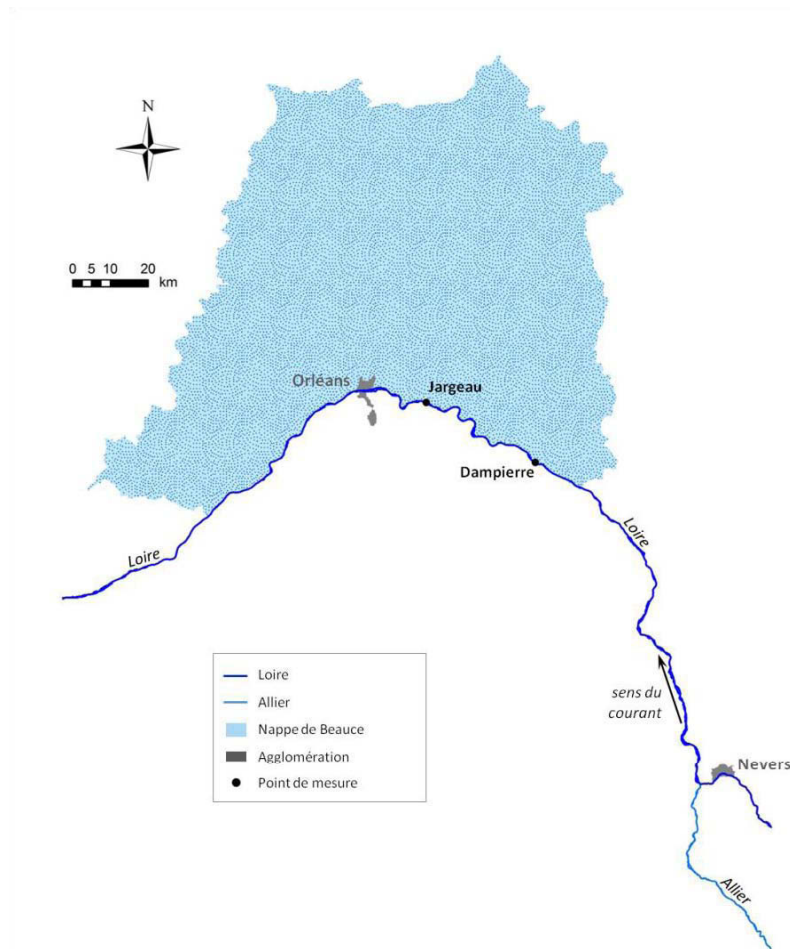 N
0 5 10 20
km
Orléans
Jargeau
Dampierre
Loire
Loire
sens du
courant
Nevers
Allier
Loire
Allier
Nappe de Beauce
Agglomération
Point de mesure